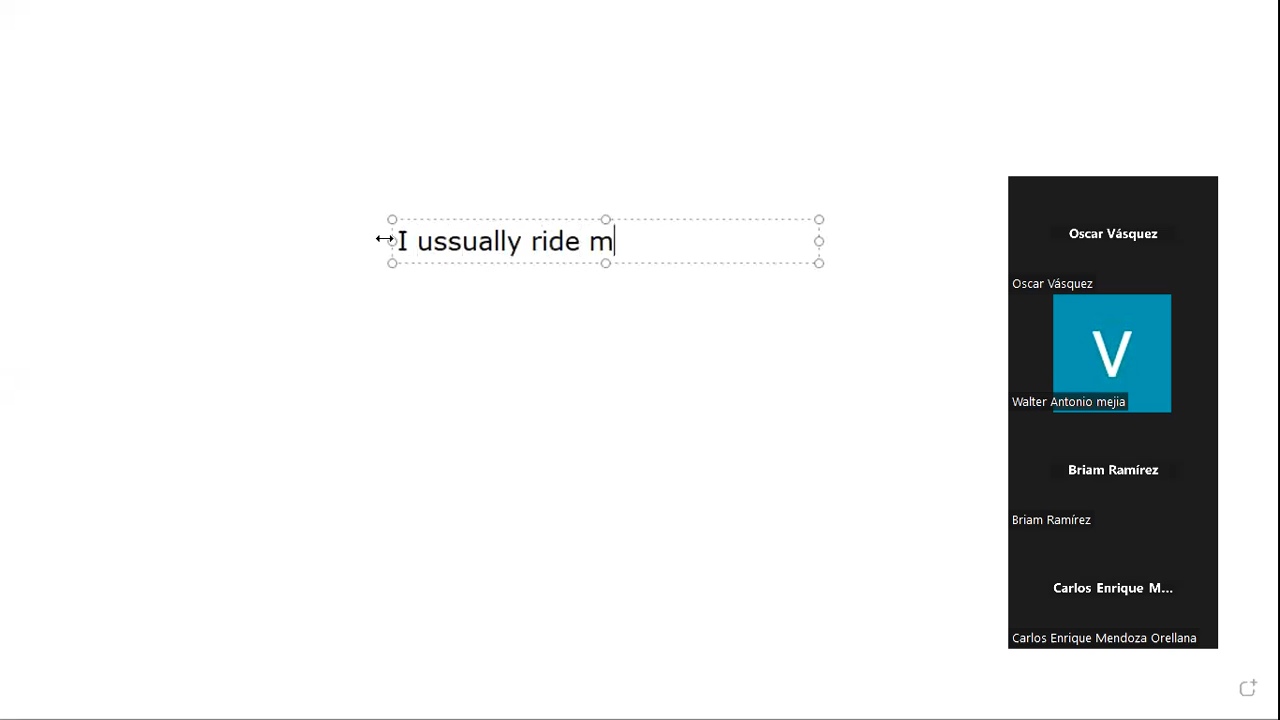 I ussually ride m
Oscar Vásquez
Oscar Vásquez
V
Walter Antonio mejia
Briam Ramírez
Briam Ramírez
Carlos Enrique M...
Carlos Enrique Mendoza Orellana